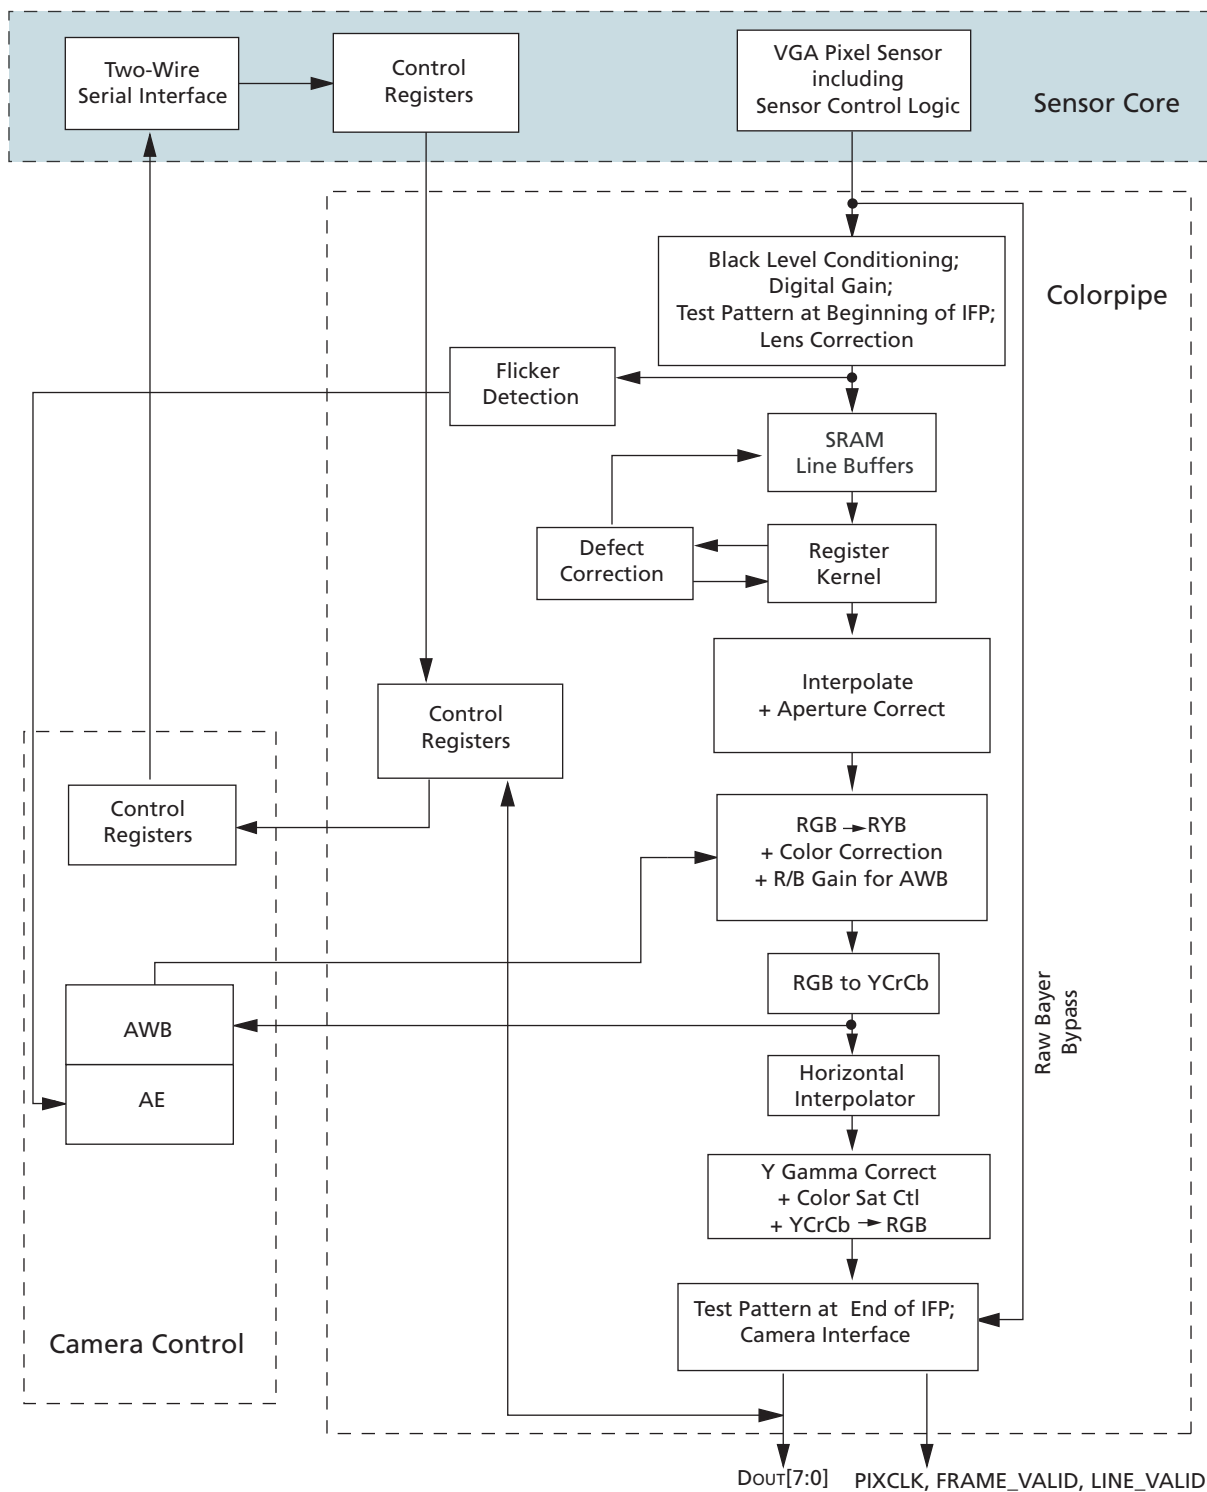 Two-Wire
Serial Interface
Control
Registers
VGA Pixel Sensor
including
Sensor Control Logic
Sensor Core
Black Level Conditioning;
Digital Gain;
Test Pattern at Beginning of IFP;
Lens Correction
Colorpipe
Flicker
Detection
SRAM
Line Buffers
Defect
Correction
Register
Kernel
Interpolate
+ Aperture Correct
Control
Registers
Control
Registers
RGB → RYB
+ Color Correction
+ R/B Gain for AWB
RGB to YCrCb
Raw Bayer
Bypass
AWB
AE
Horizontal
Interpolator
Y Gamma Correct
+ Color Sat Ctl
+ YCrCb → RGB
Test Pattern at End of IFP;
Camera Interface
Camera Control
DOUT[7:0]
PIXCLK, FRAME_VALID, LINE_VALID